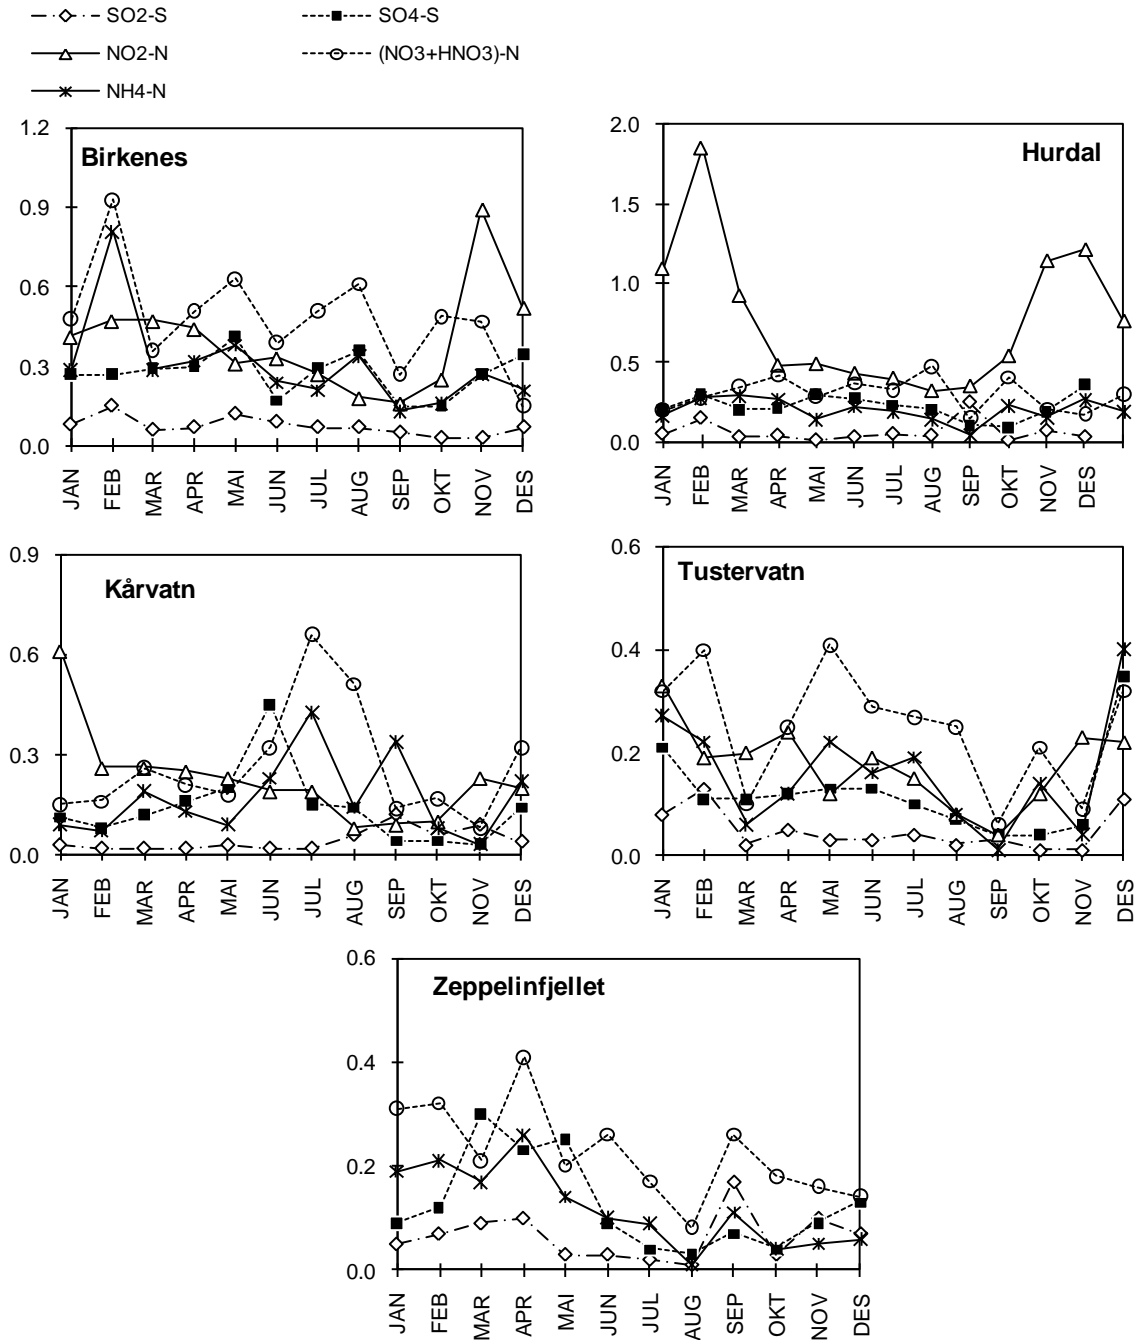 SO2-S
SO4-S
NO2-N
(NO3+HNO3)-N
NH4-N
Birkenes
1.2
0.9
0.6
0.3
0.0
JAN FEB MAR APR MAI JUN JUL AUG SEP OKT NOV DES
Hurdal
2.0
1.5
1.0
0.5
0.0
JAN FEB MAR APR MAI JUN JUL AUG SEP OKT NOV DES
Kårvatn
0.9
0.6
0.3
0.0
JAN FEB MAR APR MAI JUN JUL AUG SEP OKT NOV DES
Tustervatn
0.6
0.4
0.2
0.0
JAN FEB MAR APR MAI JUN JUL AUG SEP OKT NOV DES
Zeppelinfjellet
0.6
0.4
0.2
0.0
JAN FEB MAR APR MAI JUN JUL AUG SEP OKT NOV DES